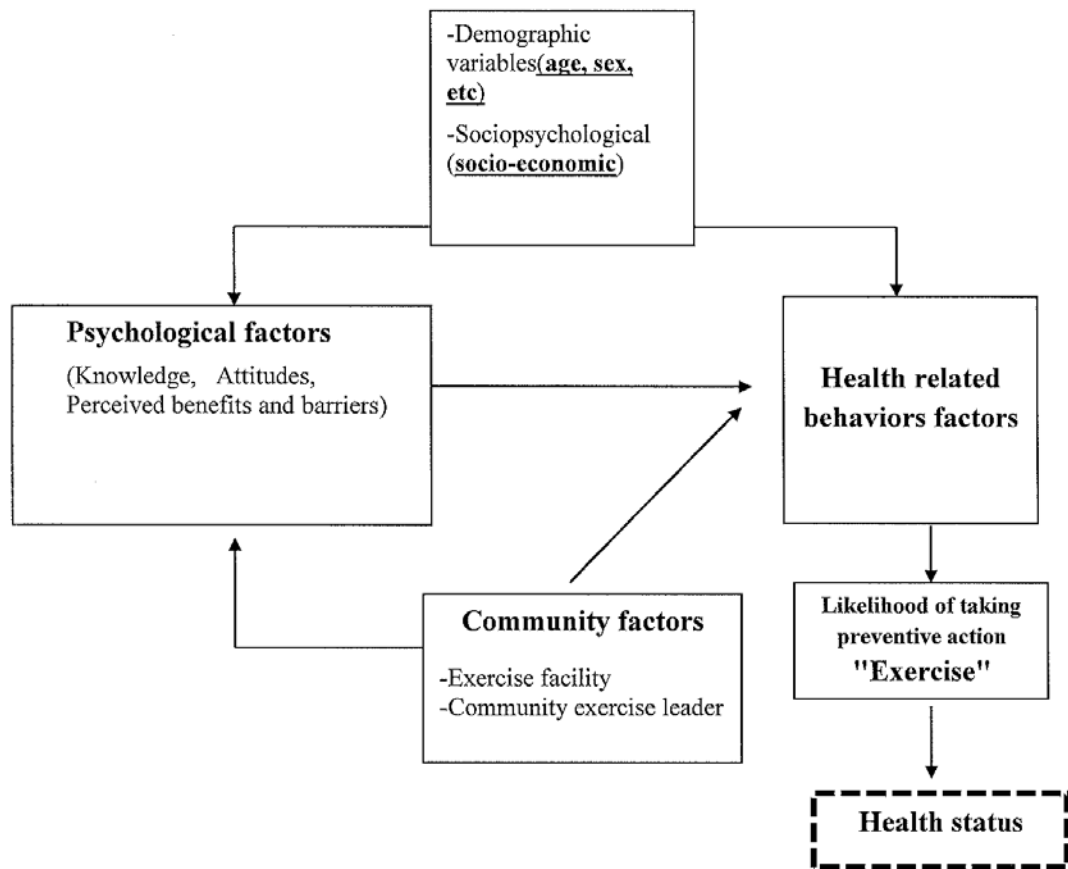 -Demographic
variables(age, sex,
etc)
-Sociopsychological
(socio-economic)
Psychological factors
(Knowledge, Attitudes,
Perceived benefits and barriers)
Health related
behaviors factors
Community factors
-Exercise facility
-Community exercise leader
Likelihood of taking
preventive action
"Exercise"
Health status